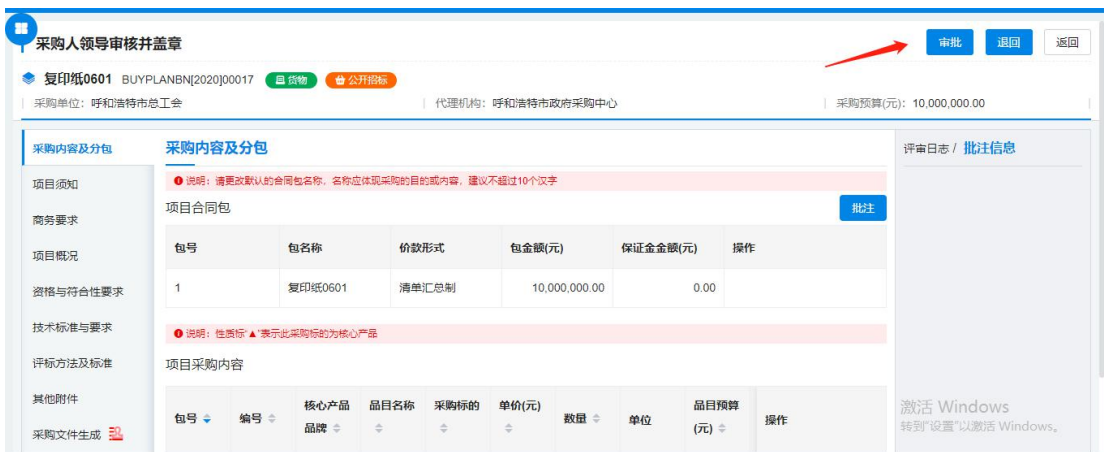 采购人领导审核并盖章
审批 退回 返回
复印纸0601 BUYPLANBN[2020]00017 货物 公开招标
采购单位：呼和浩特市总工会 代理机构：呼和浩特市政府采购中心 采购预算(元)：10,000,000.00
采购内容及分包
项目须知
商务要求
项目概况
资格与符合性要求
技术标准与要求
评标方法及标准
其他附件
采购文件生成
采购内容及分包
说明：请更改默认的合同包名称，名称应体现采购的目的或内容，建议不超过10个汉字
项目合同包 批注
包号 包名称 价款形式 包金额(元) 保证金金额(元) 操作
1 复印纸0601 清单汇总制 10,000,000.00 0.00
说明：性质标"▲"表示此采购标的为核心产品
项目采购内容
包号 编号 核心产品品牌 品目名称 采购标的 单价(元) 数量 单位 品目预算(元) 操作
评审日志 / 批注信息
激活 Windows
转到"设置"以激活 Windows。